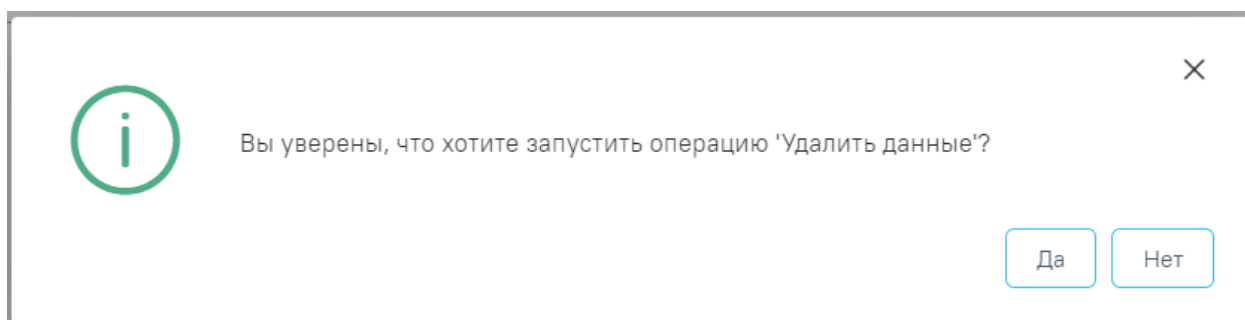 Вы уверены, что хотите запустить операцию 'Удалить данные'?
Да Нет